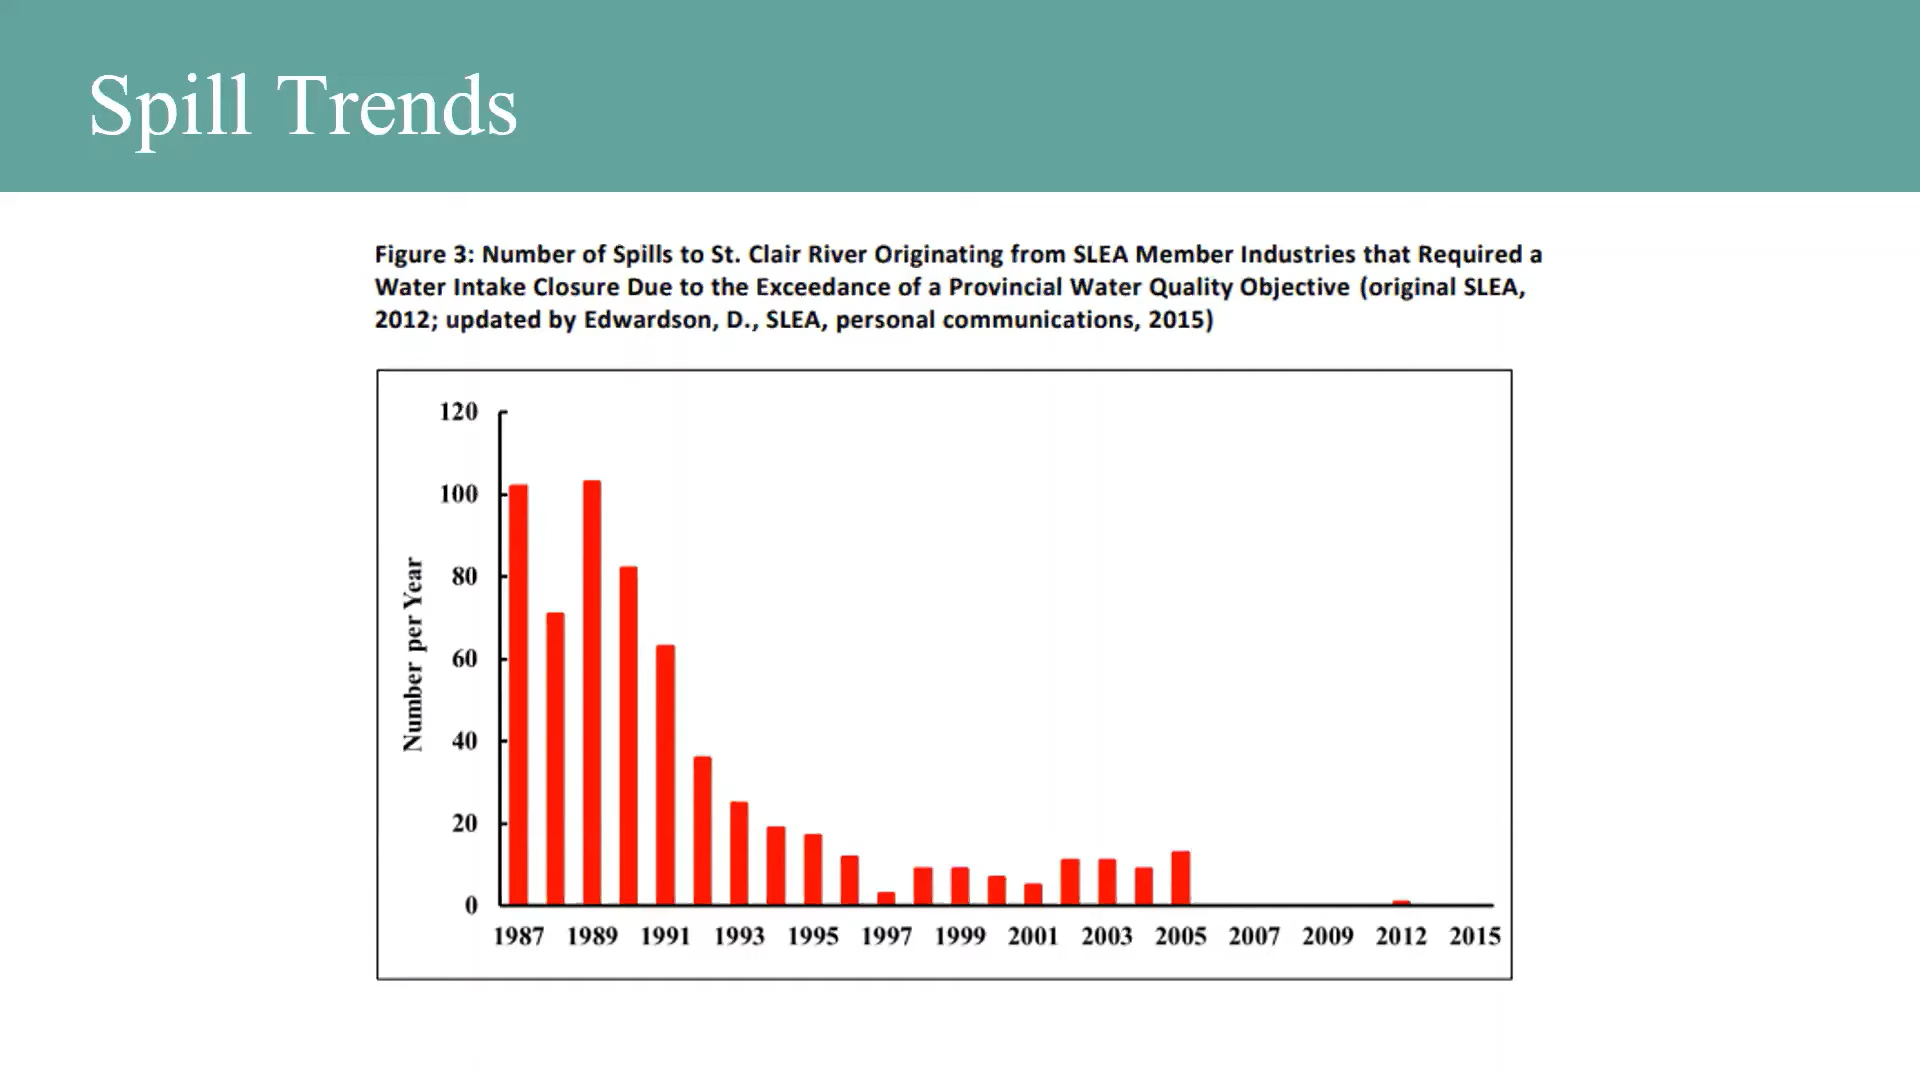 Spill Trends
Figure 3: Number of Spills to St. Clair River Originating from SLEA Member Industries that Required a
Water Intake Closure Due to the Exceedance of a Provincial Water Quality Objective (original SLEA,
2012; updated by Edwardson, D., SLEA, personal communications, 2015)
Number per Year
120
100
80
60
40
20
0
1987 1989 1991 1993 1995 1997 1999 2001 2003 2005 2007 2009 2012 2015